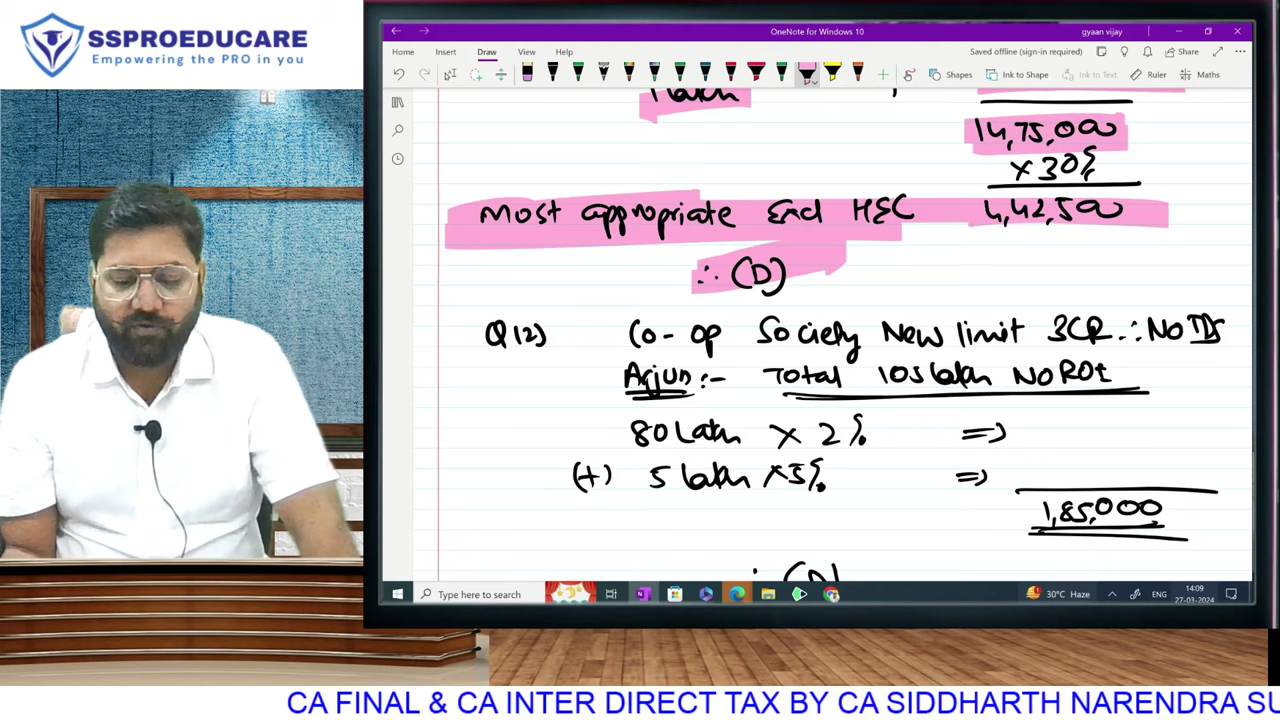 SSPROEDUCARE
Empowering the PRO in you
OneNote for Windows 10
gyaan vijay
Home Insert Draw View Help
Saved offline (sign-in required)
Share
Shapes Ink to Shape Ink to Text Ruler Maths
14,75,000
x 30%
Most appropriate End HEC 4,42,500
∴ (D)
Q12) Co-op Society New limit 3CR ∴ No TDS
Arjun :- Total 105 lakh No ROI
80 Lakh x 2% =>
(+) 5 lakh x 5% =>
1,85,000
Type here to search
30°C Haze
ENG
14:09
27-03-2024
CA FINAL & CA INTER DIRECT TAX BY CA SIDDHARTH NARENDRA SU